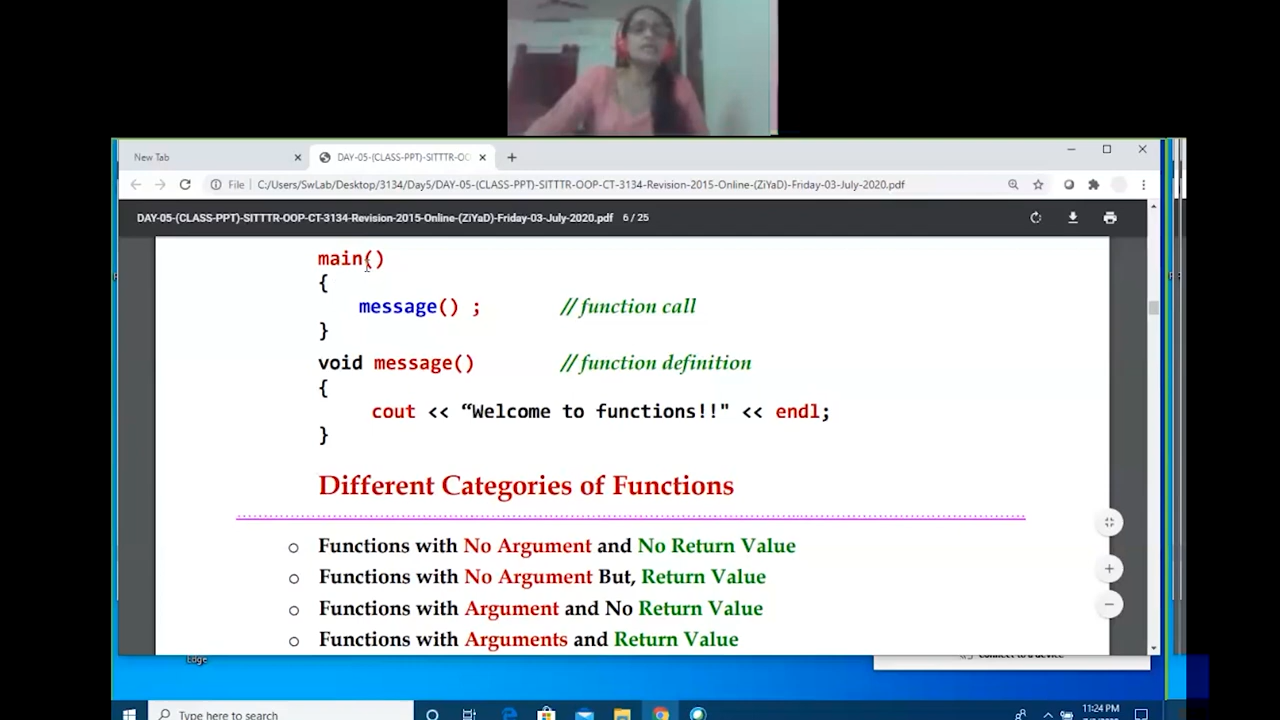 New Tab
DAY-05-(CLASS-PPT)-SITTTR-OO
File
C:/Users/SwLab/Desktop/3134/Day5/DAY-05-(CLASS-PPT)-SITTTR-OOP-CT-3134-Revision-2015-Online-(ZiYaD)-Friday-03-July-2020.pdf
DAY-05-(CLASS-PPT)-SITTTR-OOP-CT-3134-Revision-2015-Online-(ZiYaD)-Friday-03-July-2020.pdf 6 / 25
main()
{
message() ; // function call
}
void message() // function definition
{
cout << “Welcome to functions!!" << endl;
}
Different Categories of Functions
Functions with No Argument and No Return Value
Functions with No Argument But, Return Value
Functions with Argument and No Return Value
Functions with Arguments and Return Value
Edge
Connect to a device
Type here to search
11:24 PM